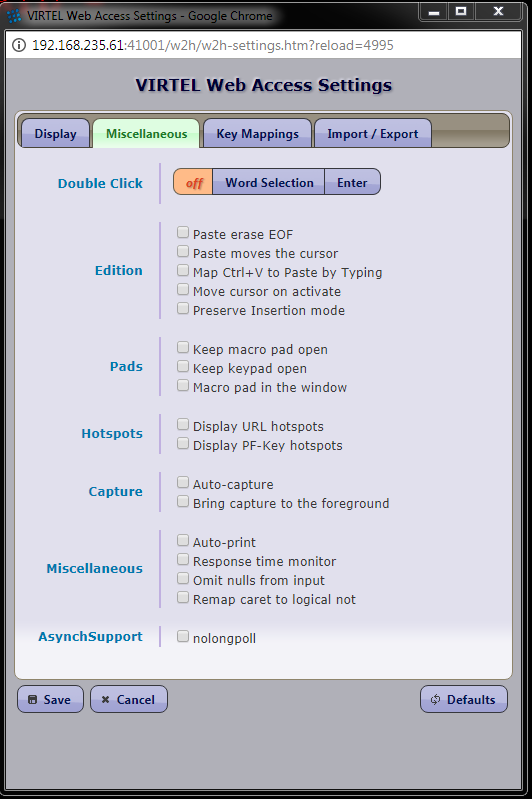 VIRTEL Web Access Settings - Google Chrome
192.168.235.61:41001/w2h/w2h-settings.htm?reload=4995
VIRTEL Web Access Settings
Display Miscellaneous Key Mappings Import / Export
Double Click off Word Selection Enter
Paste erase EOF
Paste moves the cursor
Edition Map Ctrl+V to Paste by Typing
Move cursor on activate
Preserve Insertion mode
Keep macro pad open
Pads Keep keypad open
Macro pad in the window
Hotspots Display URL hotspots
Display PF-Key hotspots
Capture Auto-capture
Bring capture to the foreground
Auto-print
Response time monitor
Miscellaneous Omit nulls from input
Remap caret to logical not
AsynchSupport nolongpoll
Save Cancel Defaults